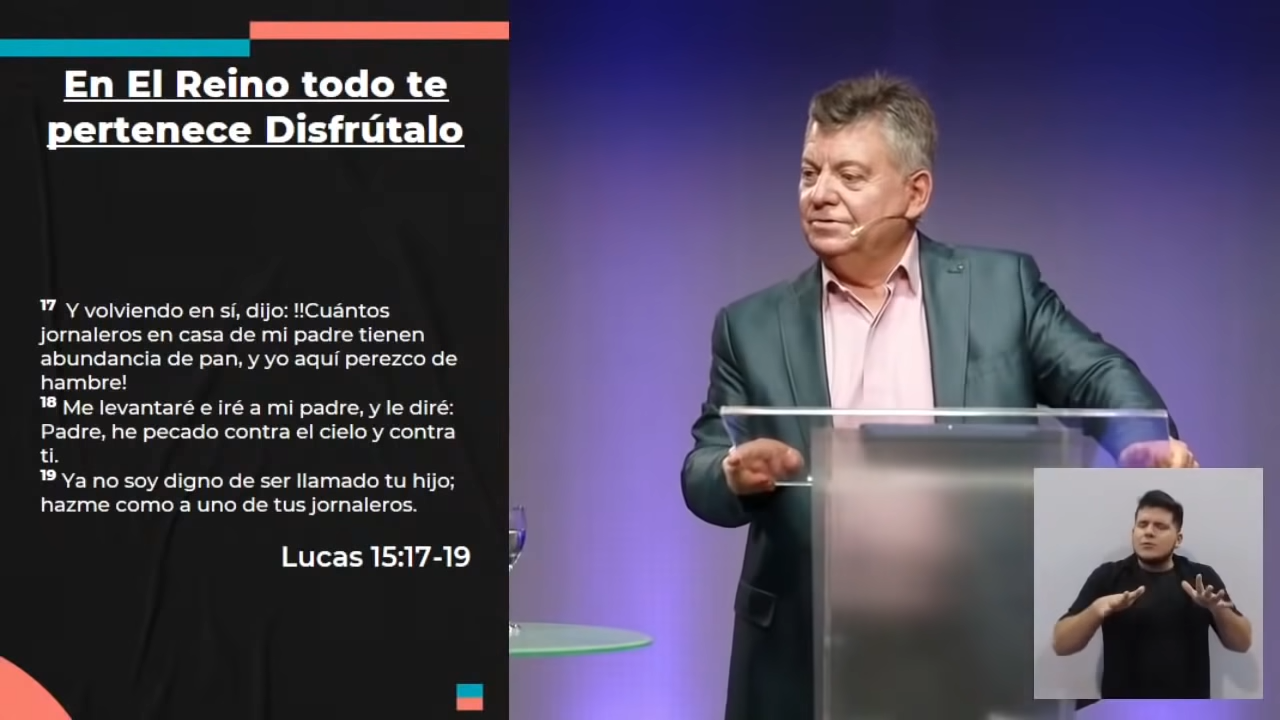 En El Reino todo te
pertenece Disfrútalo
17 Y volviendo en sí, dijo: !!Cuántos
jornaleros en casa de mi padre tienen
abundancia de pan, y yo aquí perezco de
hambre!
18 Me levantaré e iré a mi padre, y le diré:
Padre, he pecado contra el cielo y contra
ti.
19 Ya no soy digno de ser llamado tu hijo;
hazme como a uno de tus jornaleros.
Lucas 15:17-19